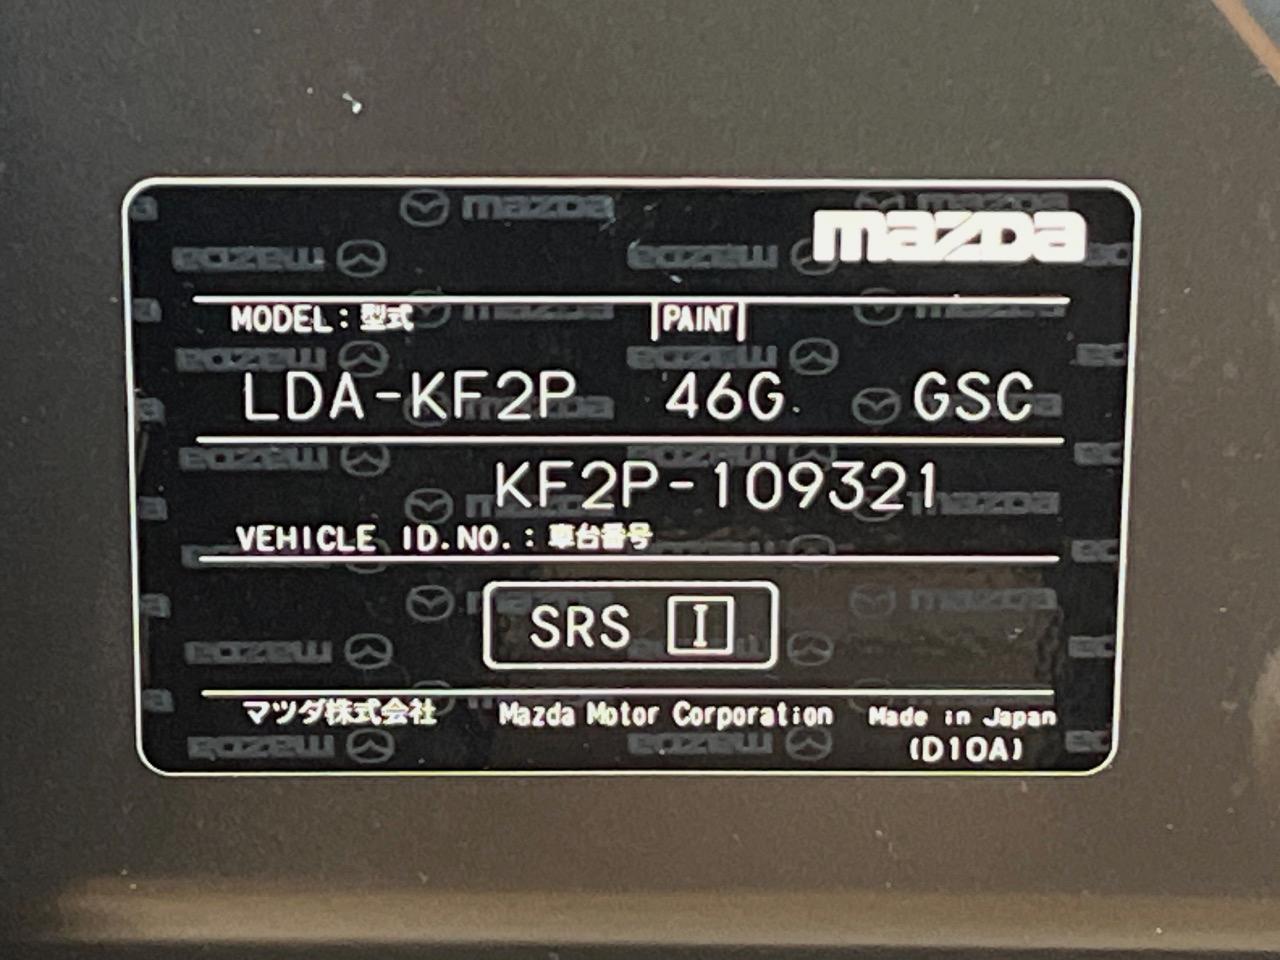 mazda
MODEL:型式 PAINT
LDA-KF2P 46G GSC
KF2P-109321
VEHICLE ID.NO.:車台番号
SRS I
マツダ株式会社 Mazda Motor Corporation Made in Japan
(D10A)